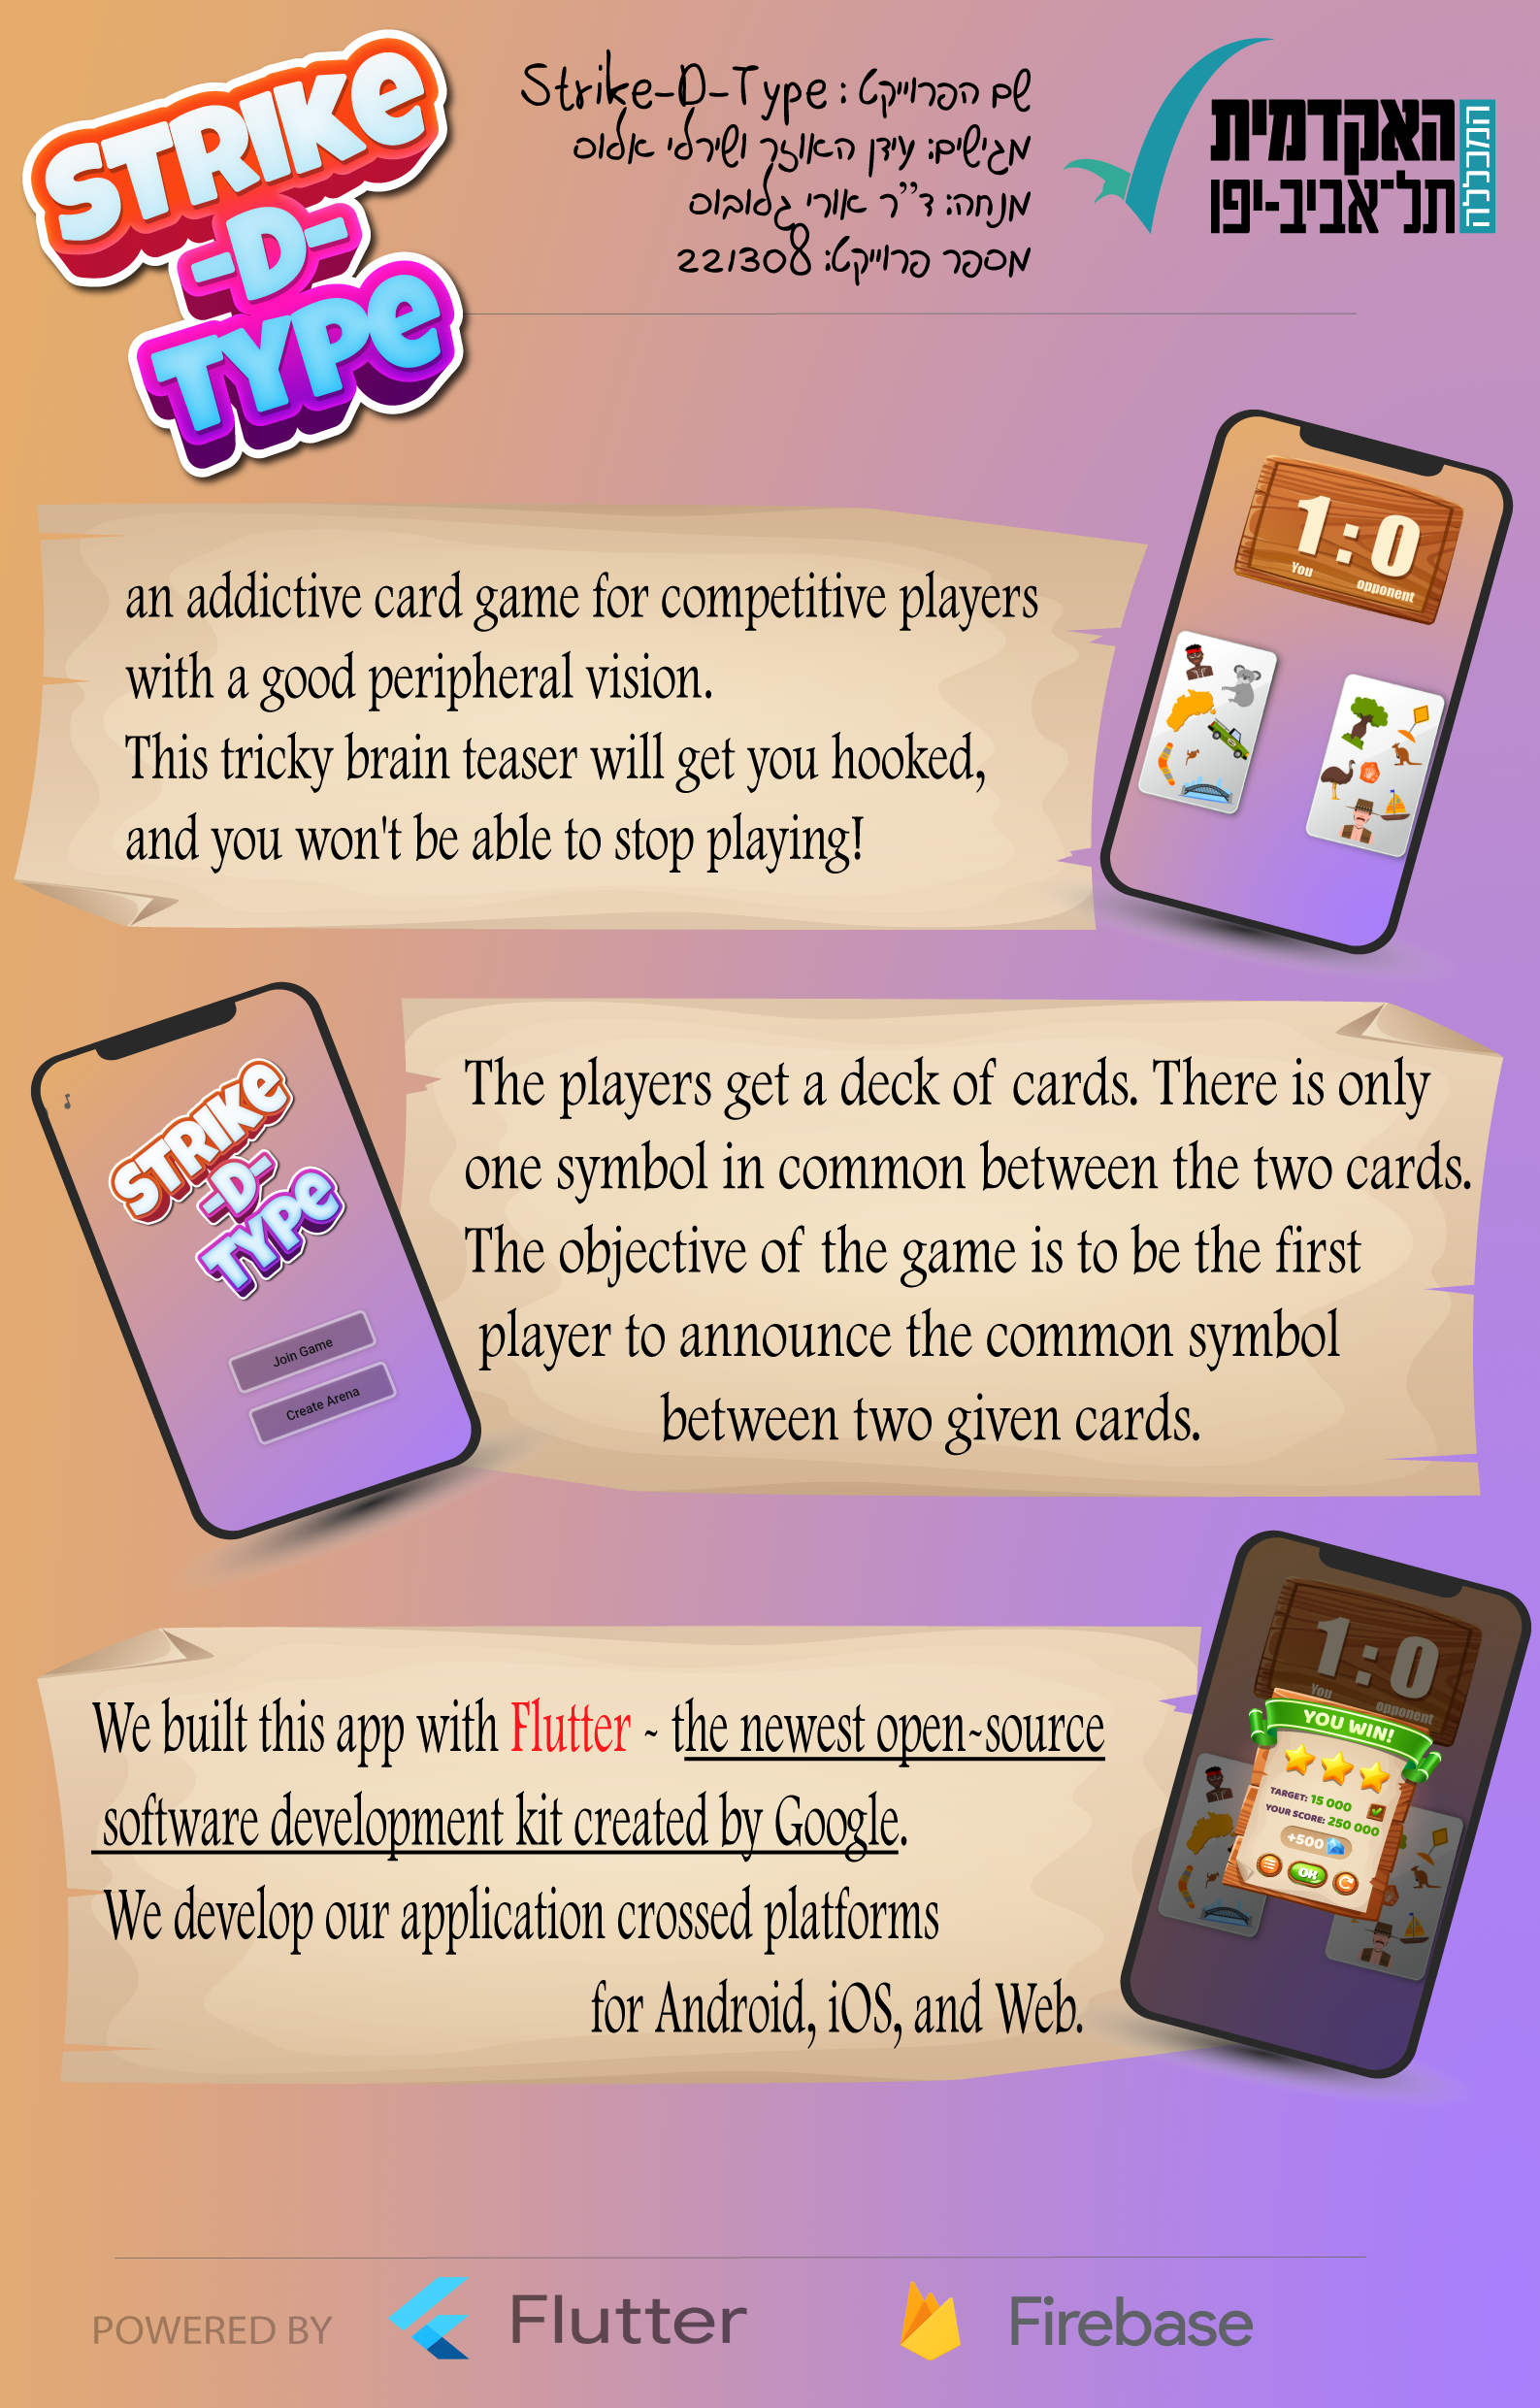 STRIKE
-D-
TYPE
שם הפרוייקט : Strike-D-Type
מגישים: עידן האוזר ושירלי אלום
מנחה: ד״ר אורי גלובוס
מספר פרוייקט: 221308
המכללה
האקדמית
תל־אביב-יפו
1:0
You opponent
an addictive card game for competitive players
with a good peripheral vision.
This tricky brain teaser will get you hooked,
and you won't be able to stop playing!
STRIKE
-D-
TYPE
Join Game
Create Arena
The players get a deck of cards. There is only
one symbol in common between the two cards.
The objective of the game is to be the first
player to announce the common symbol
between two given cards.
We built this app with Flutter ~ the newest open~source
software development kit created by Google.
We develop our application crossed platforms
for Android, iOS, and Web.
1:0
You opponent
YOU WIN!
TARGET: 15 000
YOUR SCORE: 250 000
+500
OK
POWERED BY Flutter Firebase